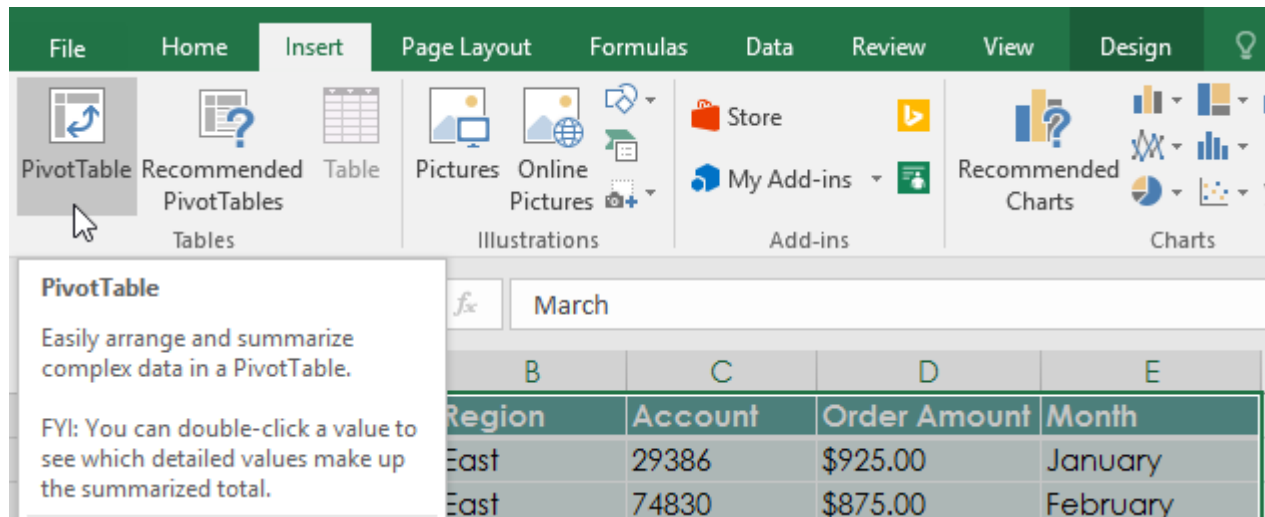 File Home Insert Page Layout Formulas Data Review View Design
Store
PivotTable Recommended PivotTables Table Pictures Online Pictures My Add-ins Recommended Charts
Tables Illustrations Add-ins Charts
PivotTable
Easily arrange and summarize
complex data in a PivotTable.
FYI: You can double-click a value to
see which detailed values make up
the summarized total.
fx March
B C D E
Region Account Order Amount Month
East 29386 $925.00 January
East 74830 $875.00 February